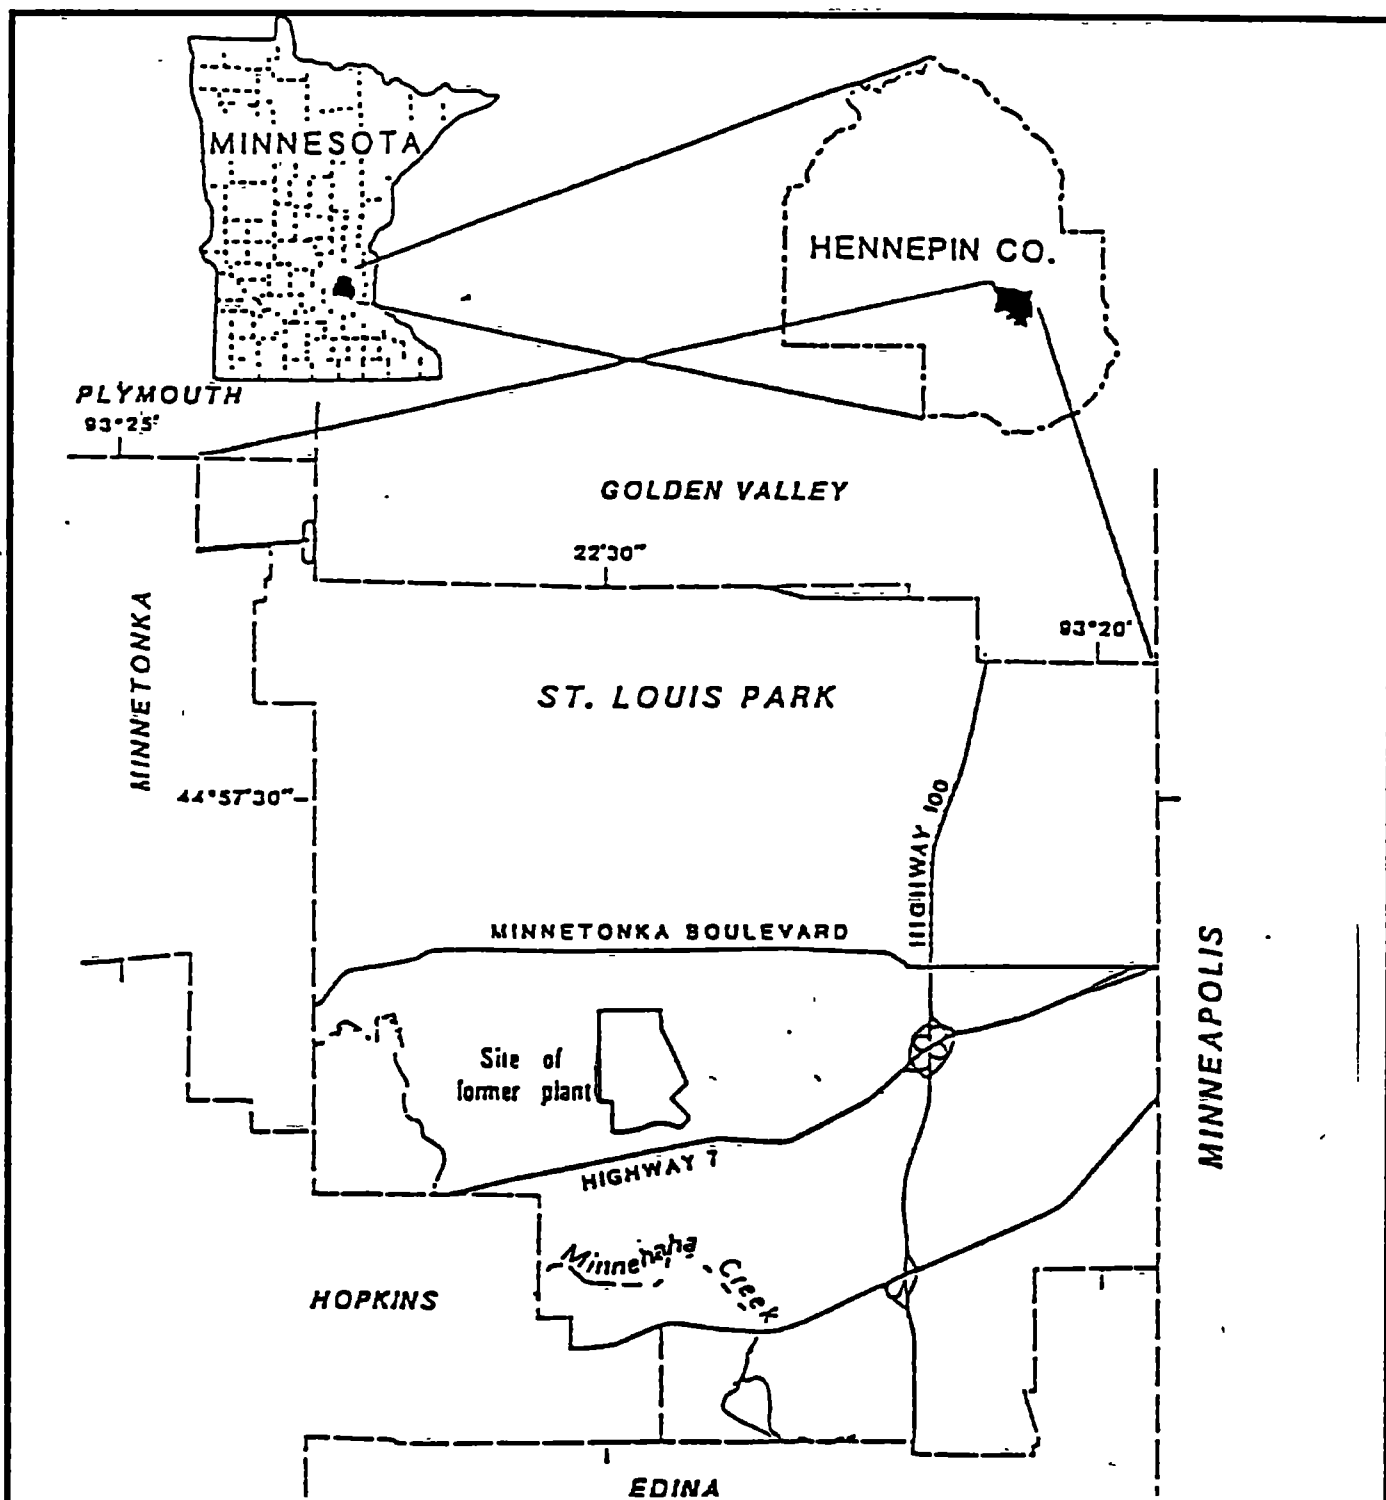 MINNESOTA
HENNEPIN CO.
PLYMOUTH
93°25'
GOLDEN VALLEY
22'30"
MINNETONKA
93°20'
ST. LOUIS PARK
44°57'30"
HIGHWAY 100
MINNETONKA BOULEVARD
MINNEAPOLIS
Site of
former plant
HIGHWAY 7
Minnehaha Creek
HOPKINS
EDINA